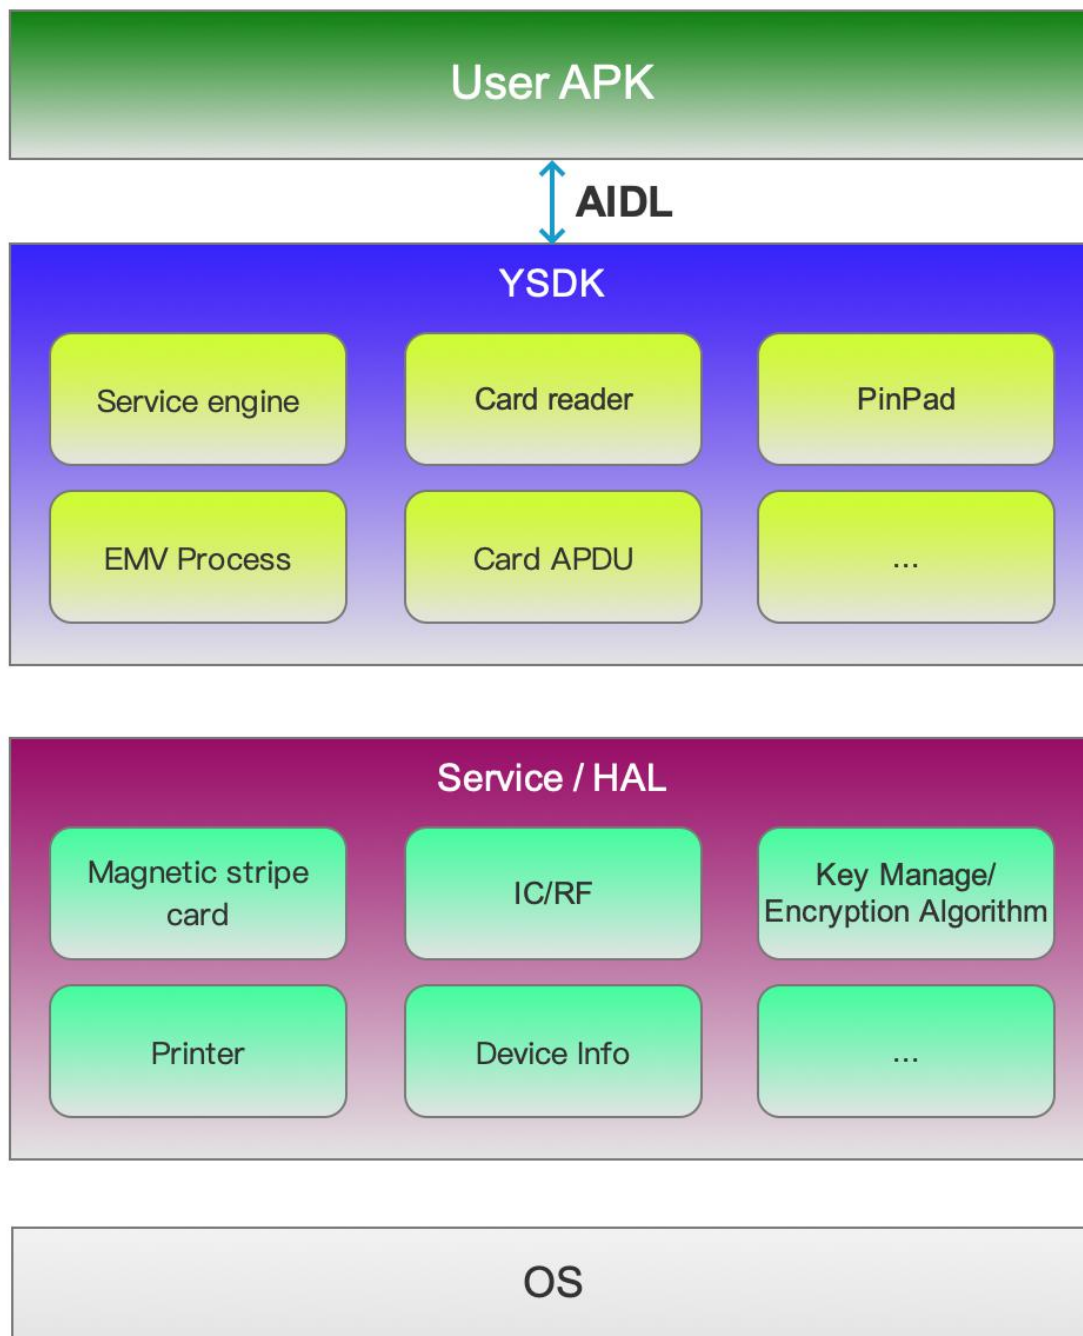 User APK
AIDL
YSDK
Service engine
Card reader
PinPad
EMV Process
Card APDU
...
Service / HAL
Magnetic stripe
card
IC/RF
Key Manage/
Encryption Algorithm
Printer
Device Info
...
OS